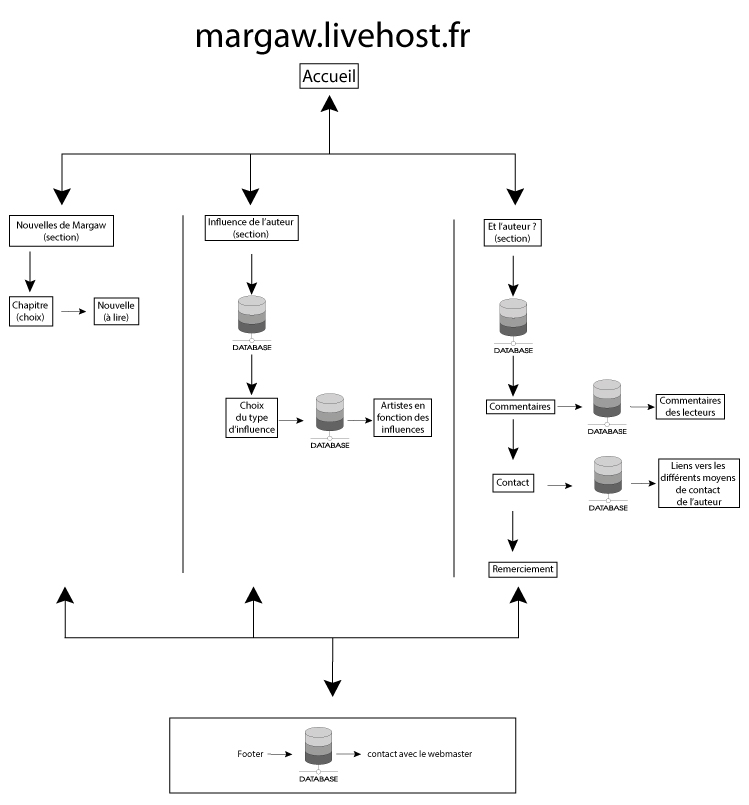 margaw.livehost.fr
Accueil
Nouvelles de Margaw
(section)
Chapitre
(choix)
Nouvelle
(à lire)
Influence de l'auteur
(section)
DATABASE
Choix
du type
d'influence
DATABASE
Artistes en
fonction des
influences
Et l'auteur ?
(section)
DATABASE
Commentaires
DATABASE
Commentaires
des lecteurs
Contact
DATABASE
Liens vers les
différents moyens
de contact
de l'auteur
Remerciement
Footer
DATABASE
contact avec le webmaster